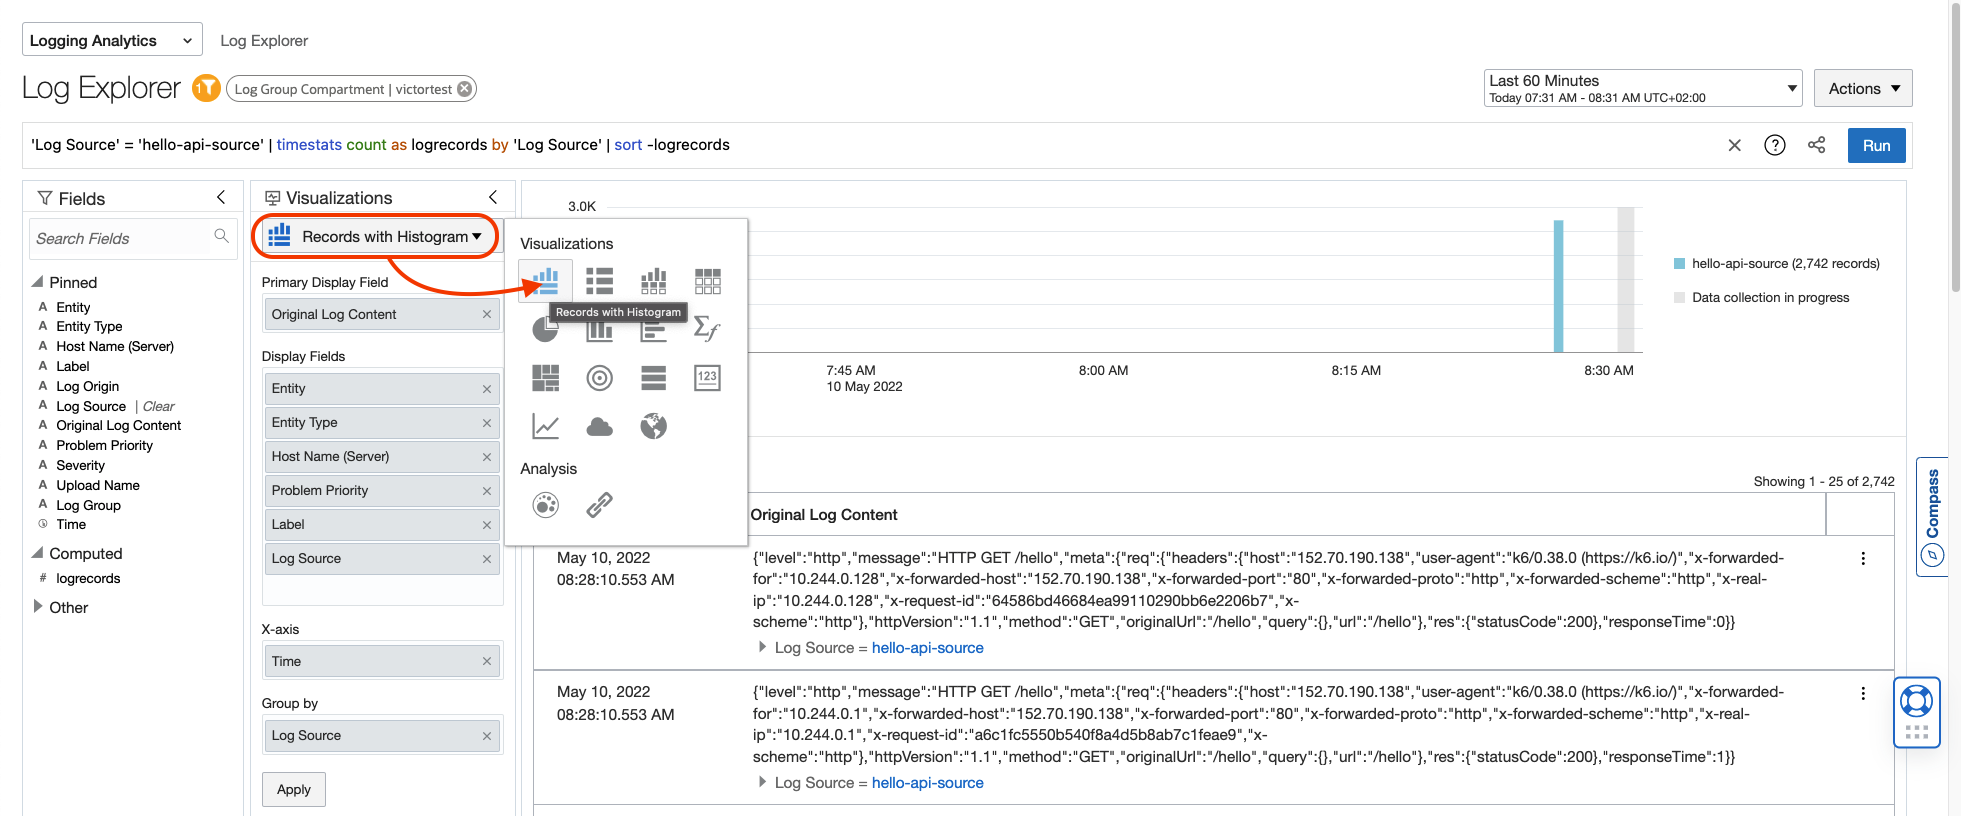 Logging Analytics
Log Explorer
Log Explorer
1
Log Group Compartment | victortest
Last 60 Minutes
Today 07:31 AM - 08:31 AM UTC+02:00
Actions
'Log Source' = 'hello-api-source' | timestats count as logrecords by 'Log Source' | sort -logrecords
?
Run
Fields
Search Fields
Pinned
A Entity
A Entity Type
A Host Name (Server)
A Label
A Log Origin
A Log Source | Clear
A Original Log Content
A Problem Priority
A Severity
A Upload Name
A Log Group
Time
Computed
# logrecords
Other
Visualizations
Records with Histogram
Primary Display Field
Original Log Content
Display Fields
Entity
Entity Type
Host Name (Server)
Problem Priority
Label
Log Source
X-axis
Time
Group by
Log Source
Apply
Visualizations
Records with Histogram
Σf
123
Analysis
3.0K
7:45 AM
10 May 2022
8:00 AM
8:15 AM
8:30 AM
hello-api-source (2,742 records)
Data collection in progress
Showing 1 - 25 of 2,742
Original Log Content
May 10, 2022
08:28:10.553 AM
{"level":"http","message":"HTTP GET /hello","meta":{"req":{"headers":{"host":"152.70.190.138","user-agent":"k6/0.38.0 (https://k6.io/)","x-forwarded-
for":"10.244.0.128","x-forwarded-host":"152.70.190.138","x-forwarded-port":"80","x-forwarded-proto":"http","x-forwarded-scheme":"http","x-real-
ip":"10.244.0.128","x-request-id":"64586bd46684ea99110290bb6e2206b7","x-
scheme":"http"},"httpVersion":"1.1","method":"GET","originalUrl":"/hello","query":{},"url":"/hello"},"res":{"statusCode":200},"responseTime":0}}
Log Source = hello-api-source
May 10, 2022
08:28:10.553 AM
{"level":"http","message":"HTTP GET /hello","meta":{"req":{"headers":{"host":"152.70.190.138","user-agent":"k6/0.38.0 (https://k6.io/)","x-forwarded-
for":"10.244.0.1","x-forwarded-host":"152.70.190.138","x-forwarded-port":"80","x-forwarded-proto":"http","x-forwarded-scheme":"http","x-real-
ip":"10.244.0.1","x-request-id":"a6c1fc5550b540f8a4d5b8ab7c1feae9","x-
scheme":"http"},"httpVersion":"1.1","method":"GET","originalUrl":"/hello","query":{},"url":"/hello"},"res":{"statusCode":200},"responseTime":1}}
Log Source = hello-api-source
Compass